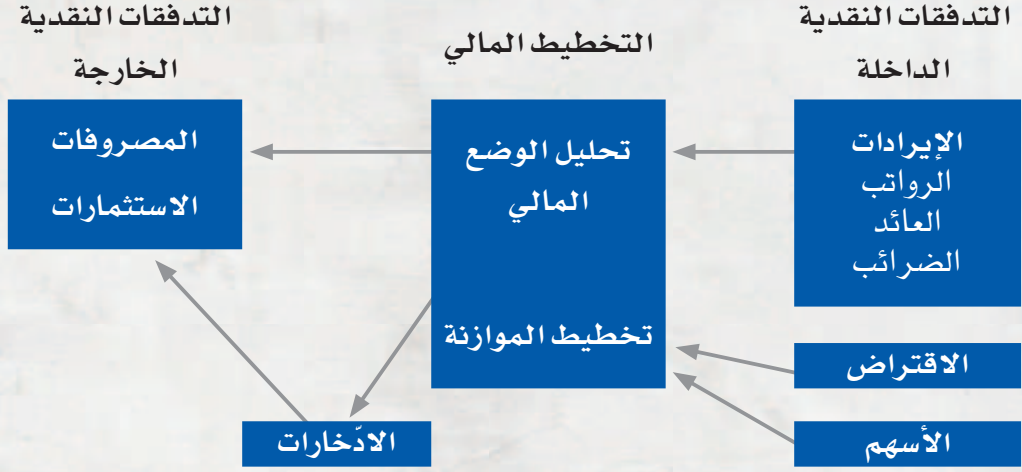 التدفقات النقدية
الداخلة
الإيرادات
الرواتب
العائد
الضرائب
الاقتراض
الأسهم
التخطيط المالي
تحليل الوضع
المالي
تخطيط الموازنة
التدفقات النقدية
الخارجة
المصروفات
الاستثمارات
الادّخارات